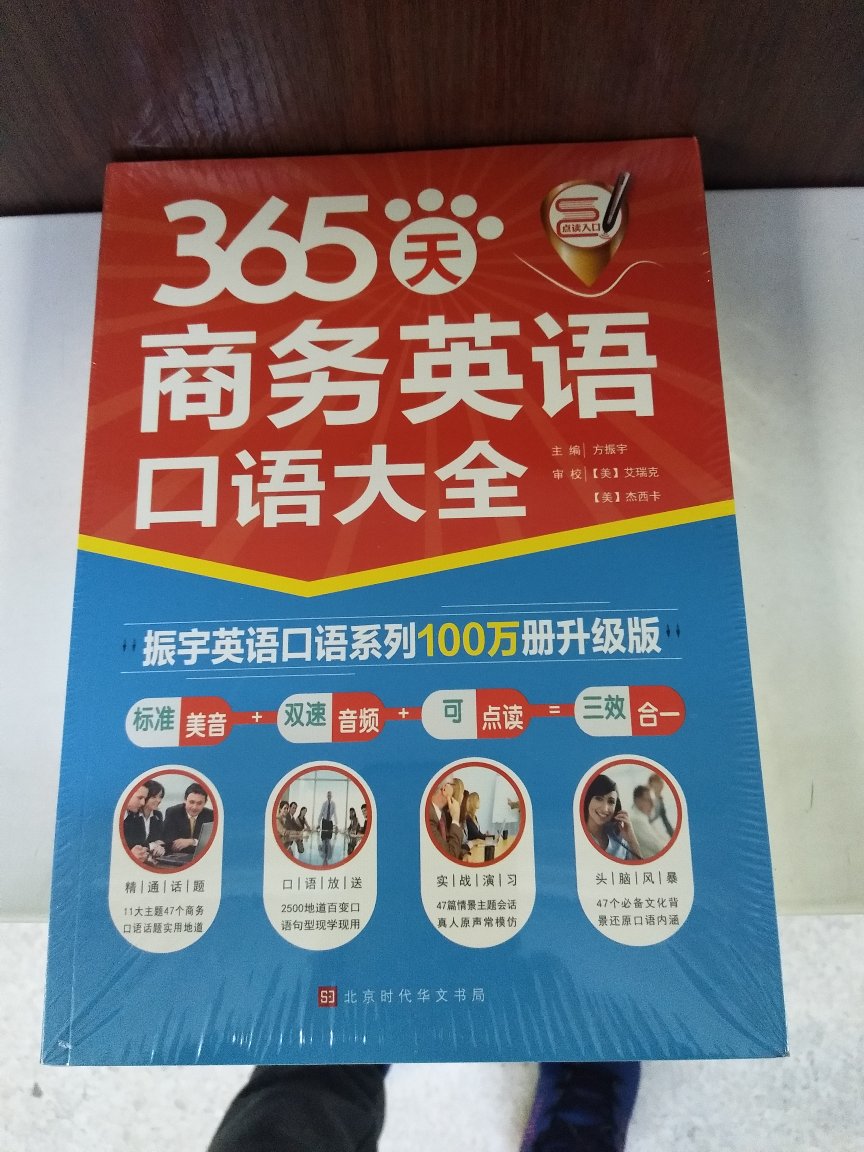 365天
点读入口
商务英语
口语大全
主 编 | 方振宇
审 校 | 【美】艾瑞克
【美】杰西卡
振宇英语口语系列100万册升级版
标准 美音 + 双速 音频 + 可 点读 = 三效 合一
精|通|话|题
11大主题47个商务
口语话题实用地道
口|语|放|送
2500地道百变口
语句型现学现用
实|战|演|习
47篇情景主题会话
真人原声常模仿
头|脑|风|暴
47个必备文化背
景还原口语内涵
北京时代华文书局